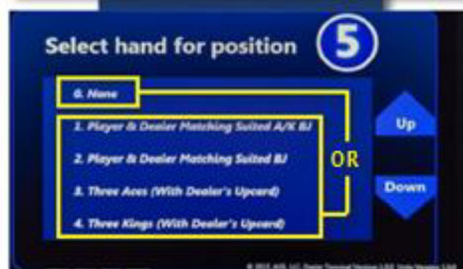 Select hand for position 5
0. None
1. Player & Dealer Matching Suited A/K BJ
2. Player & Dealer Matching Suited BJ
3. Three Aces (With Dealer's Upcard)
4. Three Kings (With Dealer's Upcard)
OR
Up
Down